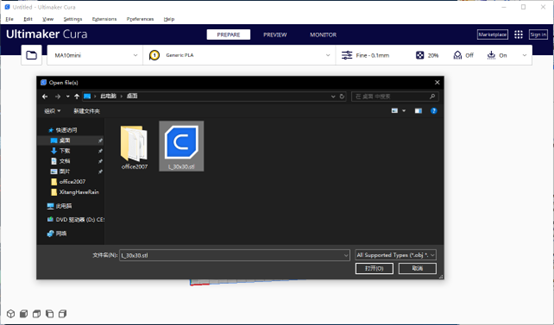 Untitled - Ultimaker Cura
File Edit View Settings Extensions Preferences Help
Ultimaker Cura PREPARE PREVIEW MONITOR Marketplace Sign in
MA10mini Generic PLA Fine - 0.1mm 20% Off On
Open file(s)
此电脑 > 桌面 在 桌面 中搜索
组织 新建文件夹
快速访问
桌面
下载
文档
图片
office2007
XitangHaveRain
此电脑
DVD 驱动器 (D:) CES
网络
office2007 L_30x30.stl
文件名(N): L_30x30.stl All Supported Types (*.obj *.
打开(O) 取消